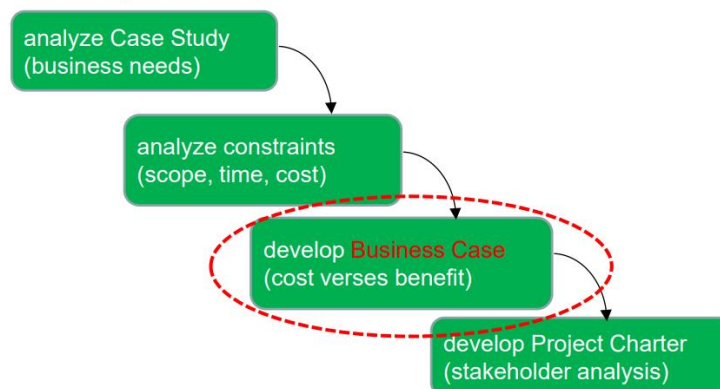 analyze Case Study
(business needs)
analyze constraints
(scope, time, cost)
develop Business Case
(cost verses benefit)
develop Project Charter
(stakeholder analysis)